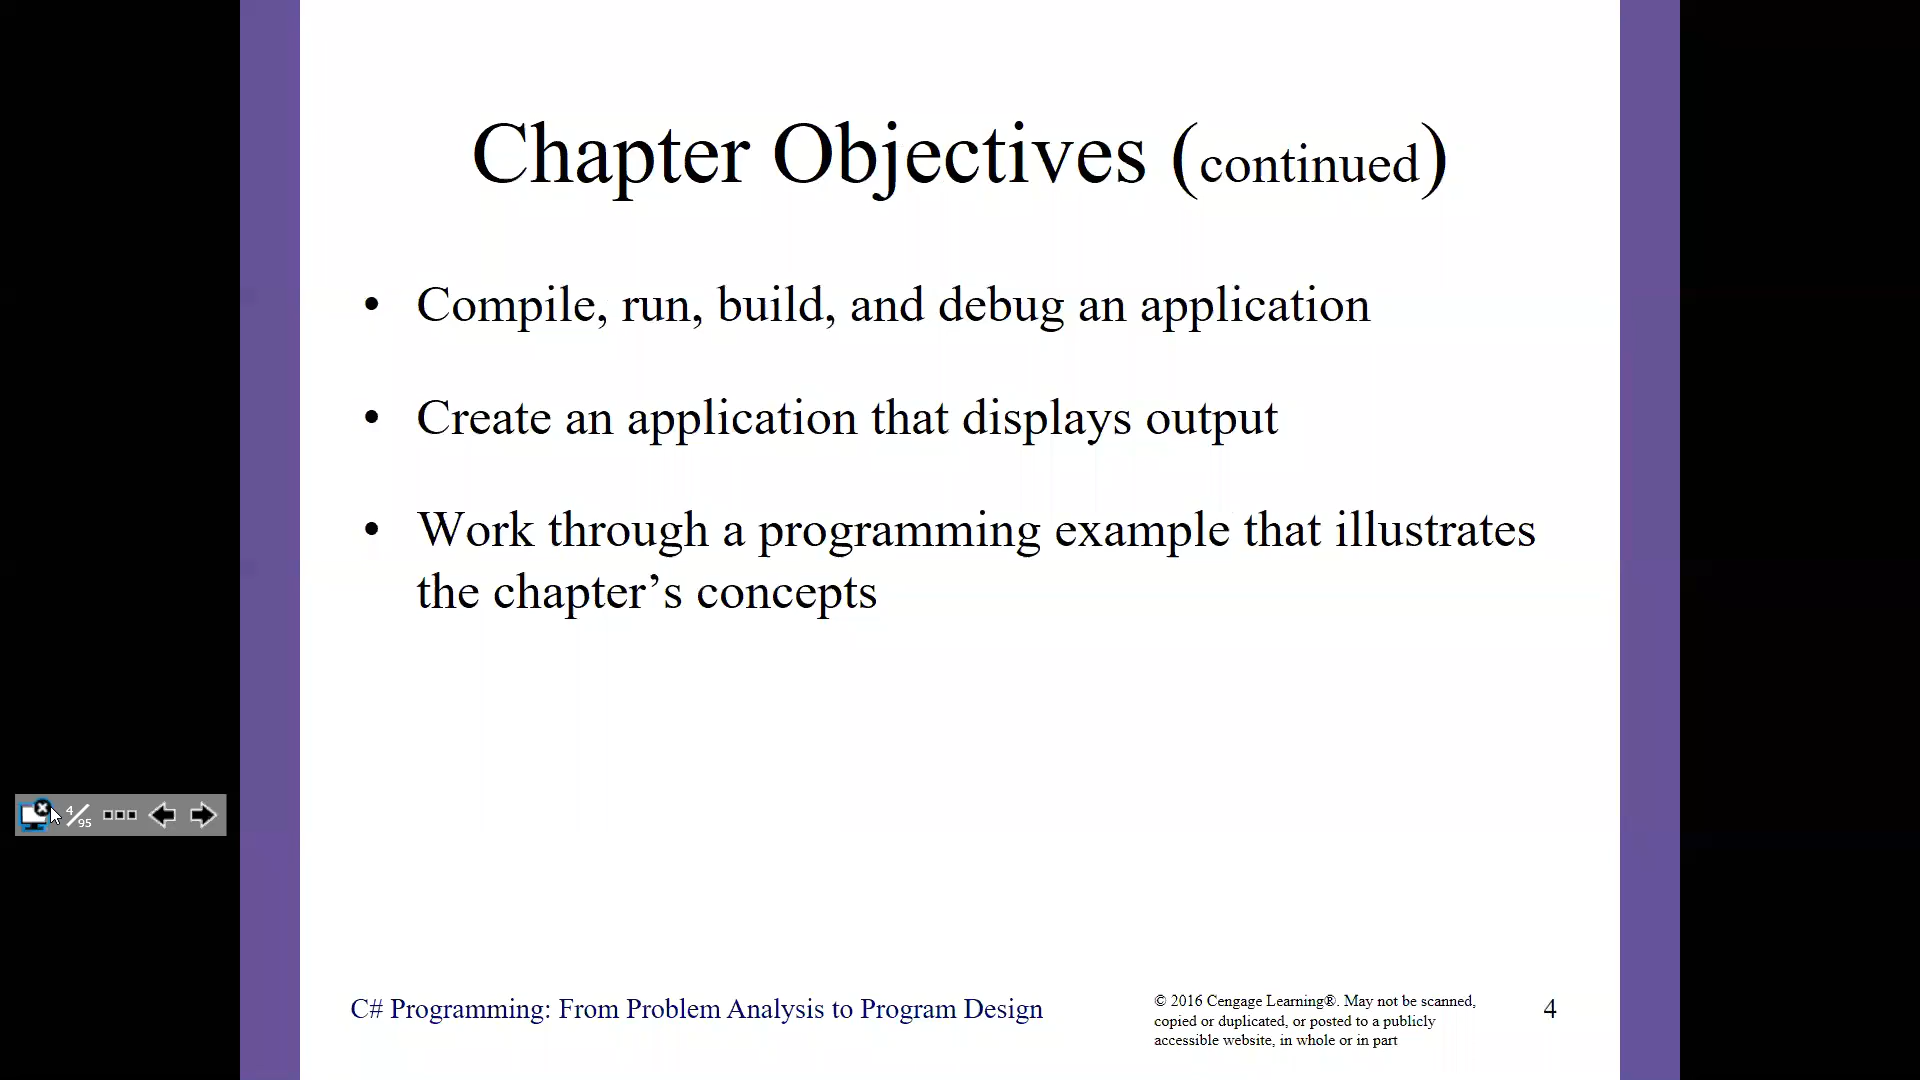 Chapter Objectives (continued)
• Compile, run, build, and debug an application
• Create an application that displays output
• Work through a programming example that illustrates
the chapter’s concepts
4/95
C# Programming: From Problem Analysis to Program Design
© 2016 Cengage Learning®. May not be scanned,
copied or duplicated, or posted to a publicly
accessible website, in whole or in part
4